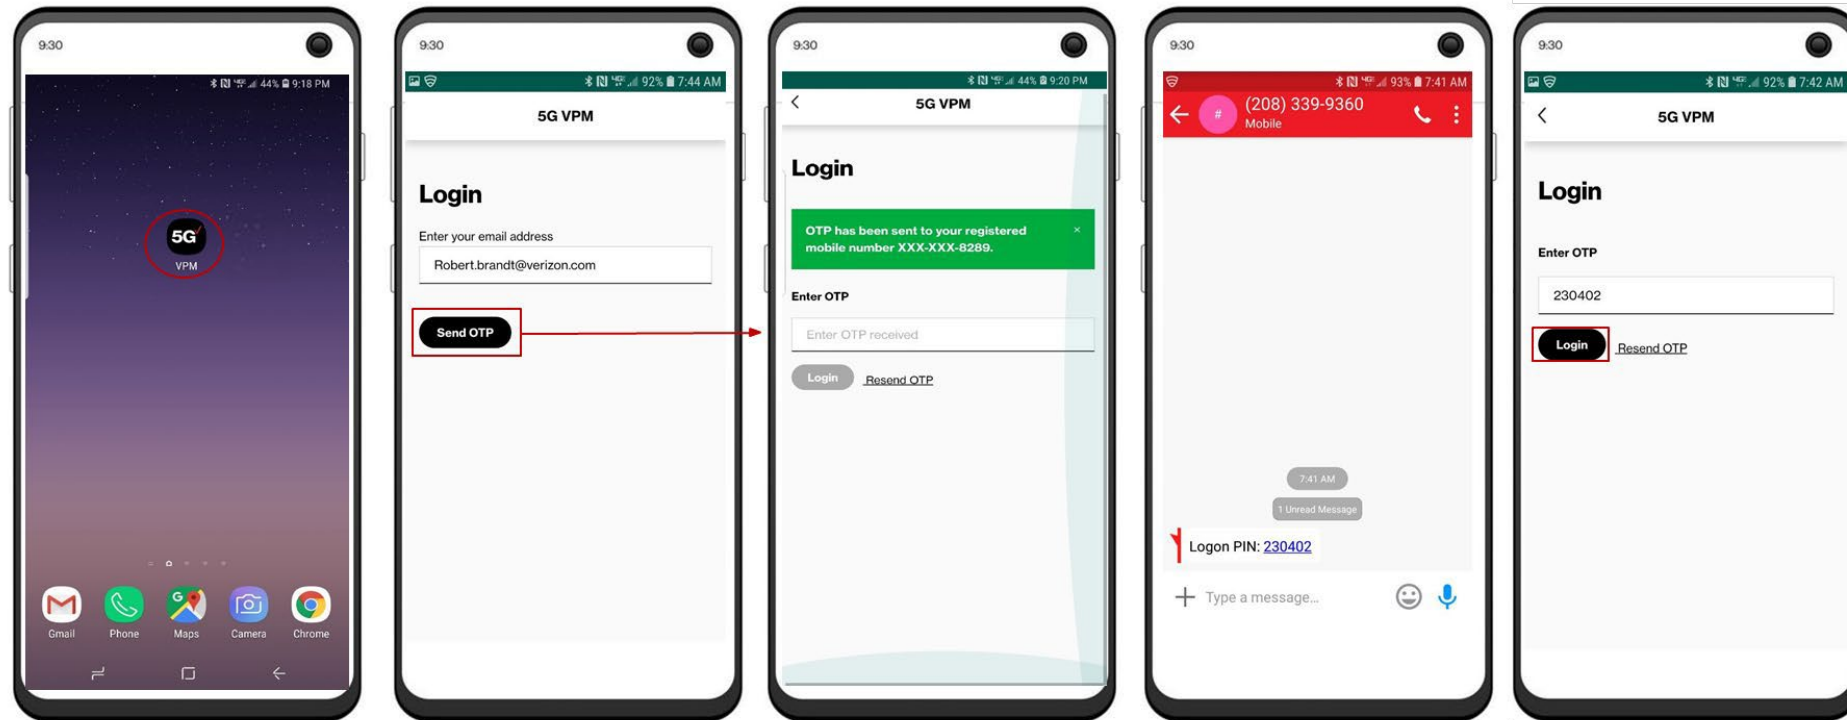 9:30
44% 9:18 PM
5G
VPM
Gmail Phone Maps Camera Chrome
9:30
92% 7:44 AM
5G VPM
Login
Enter your email address
Robert.brandt@verizon.com
Send OTP
9:30
44% 9:20 PM
5G VPM
Login
OTP has been sent to your registered ×
mobile number XXX-XXX-8289.
Enter OTP
Enter OTP received
Login Resend OTP
9:30
93% 7:41 AM
# (208) 339-9360
Mobile
7:41 AM
1 Unread Message
Logon PIN: 230402
Type a message...
9:30
92% 7:42 AM
5G VPM
Login
Enter OTP
230402
Login Resend OTP